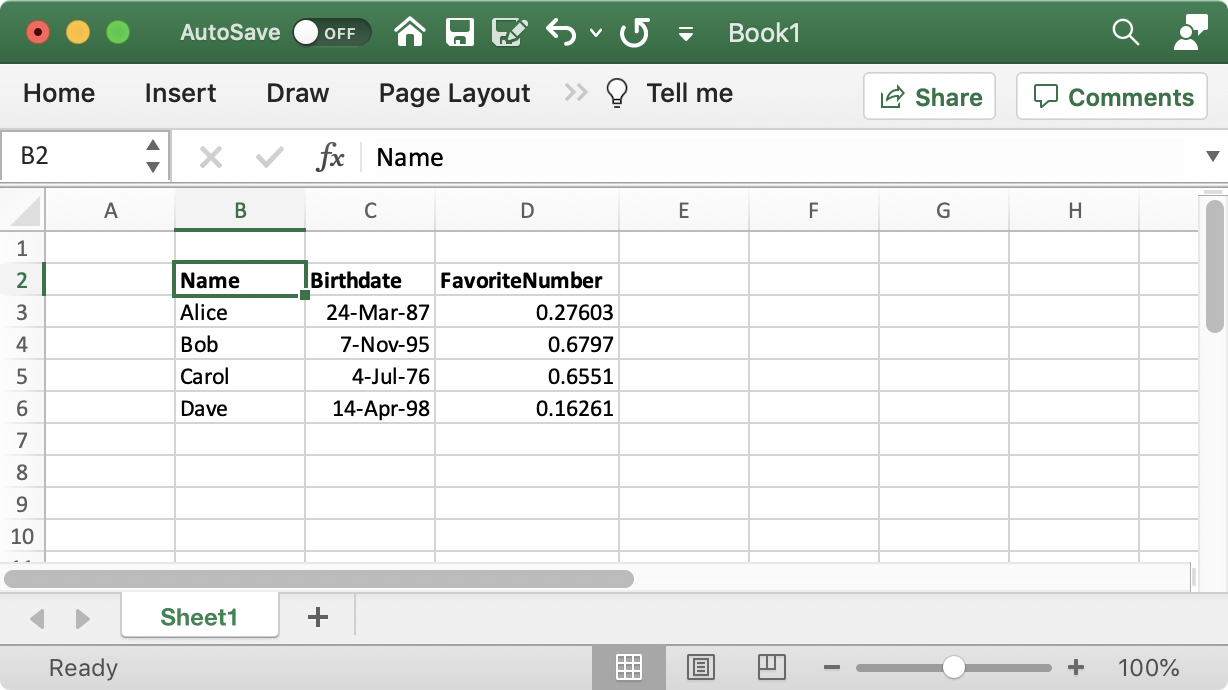 AutoSave OFF Book1
Home Insert Draw Page Layout Tell me Share Comments
B2 fx Name
A B C D E F G H
1
2 Name Birthdate FavoriteNumber
3 Alice 24-Mar-87 0.27603
4 Bob 7-Nov-95 0.6797
5 Carol 4-Jul-76 0.6551
6 Dave 14-Apr-98 0.16261
7
8
9
10
Sheet1
Ready 100%